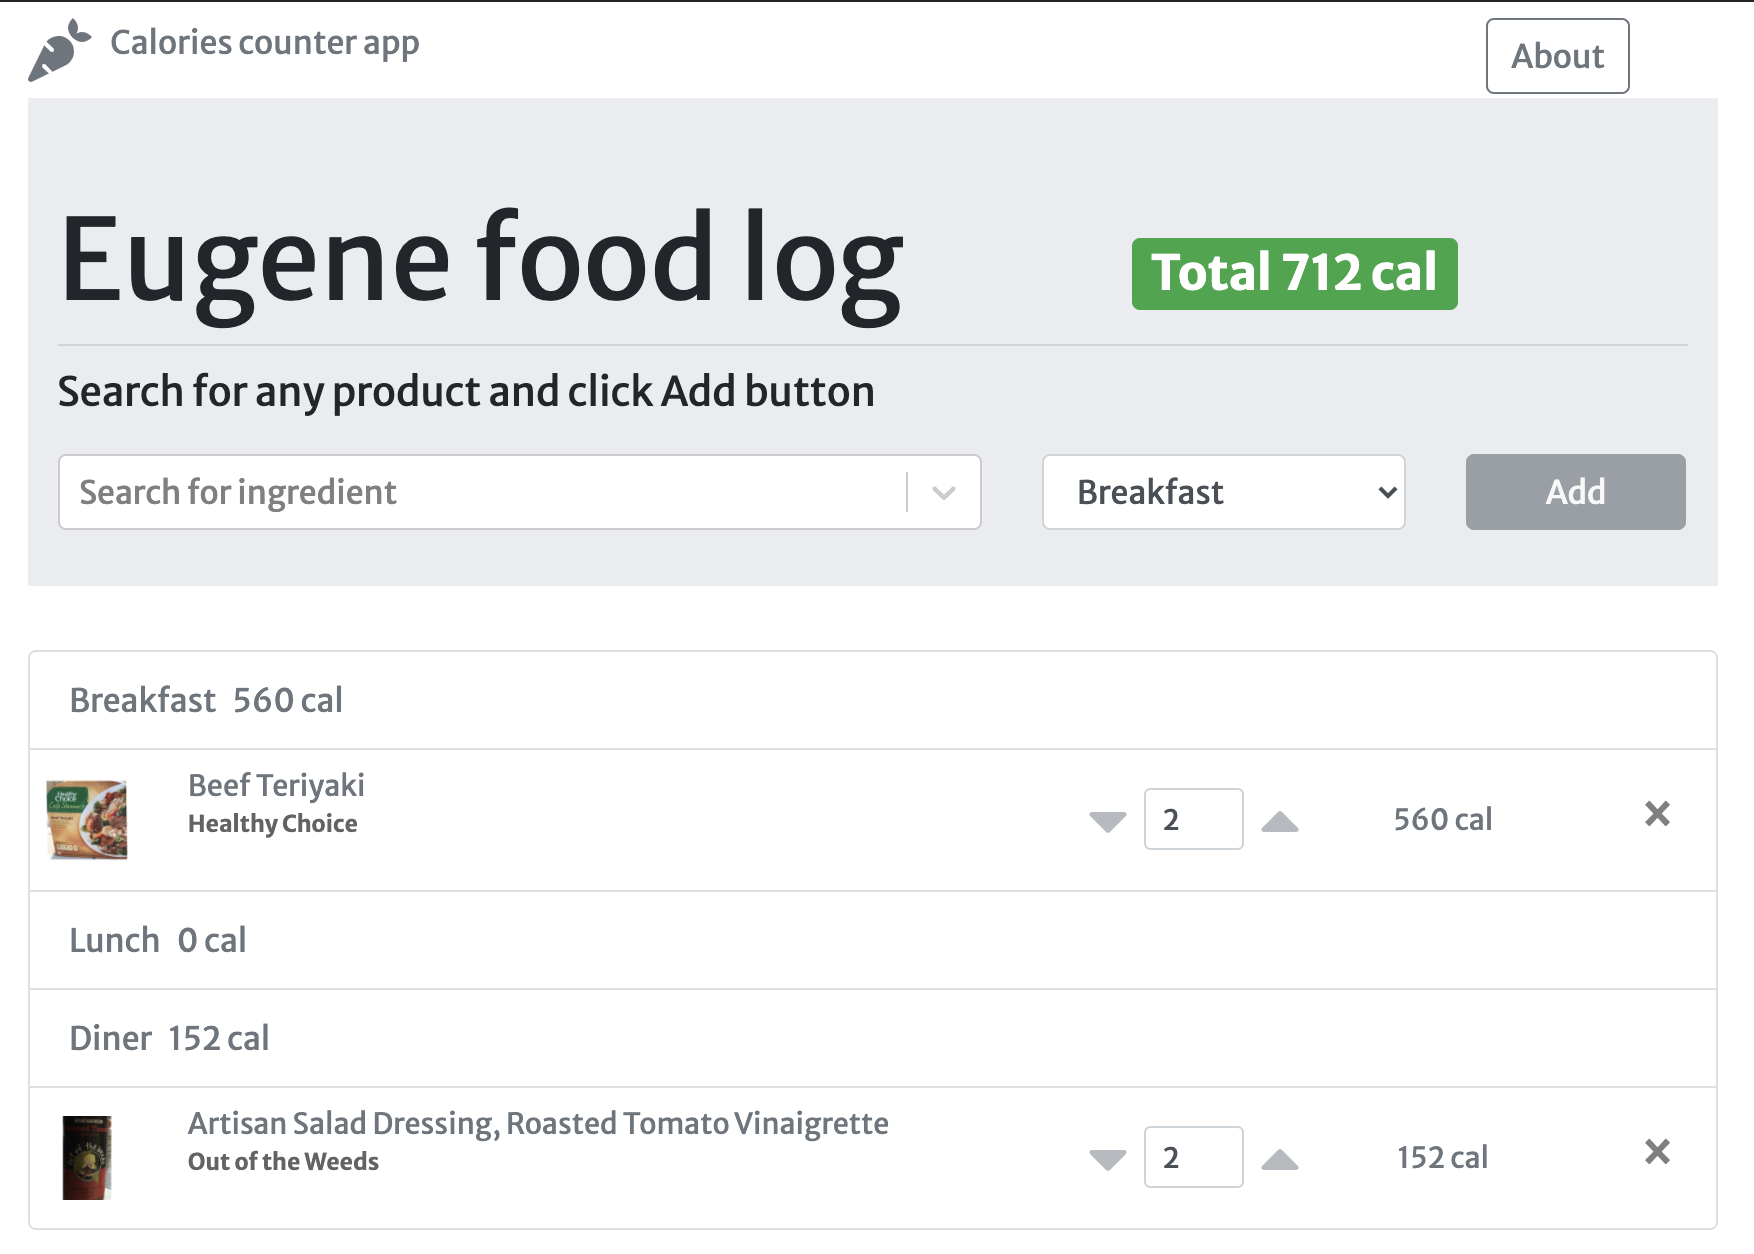 Calories counter app
About
Eugene food log
Total 712 cal
Search for any product and click Add button
Search for ingredient
Breakfast
Add
Breakfast 560 cal
Healthy
Choice
Beef Teriyaki
Healthy Choice
2
560 cal
Lunch 0 cal
Diner 152 cal
Artisan Salad Dressing, Roasted Tomato Vinaigrette
Out of the Weeds
2
152 cal